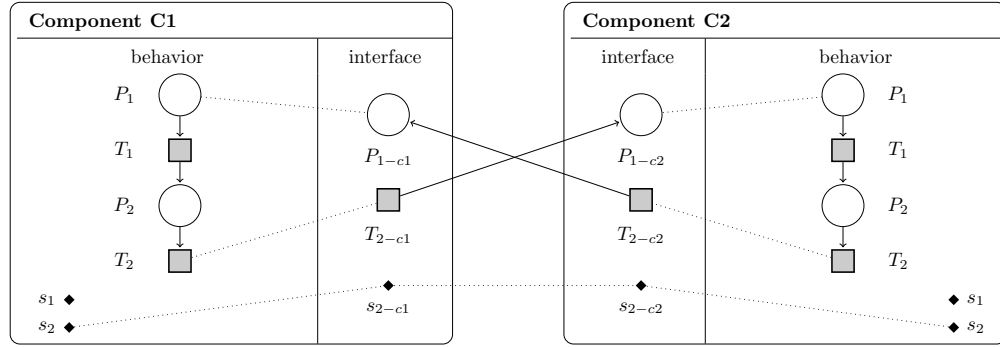 Component C1
behavior
interface
P₁
T₁
P₂
T₂
s₁
s₂
P₁₋c₁
T₂₋c₁
s₂₋c₁
Component C2
interface
behavior
P₁₋c₂
T₂₋c₂
s₂₋c₂
P₁
T₁
P₂
T₂
s₁
s₂